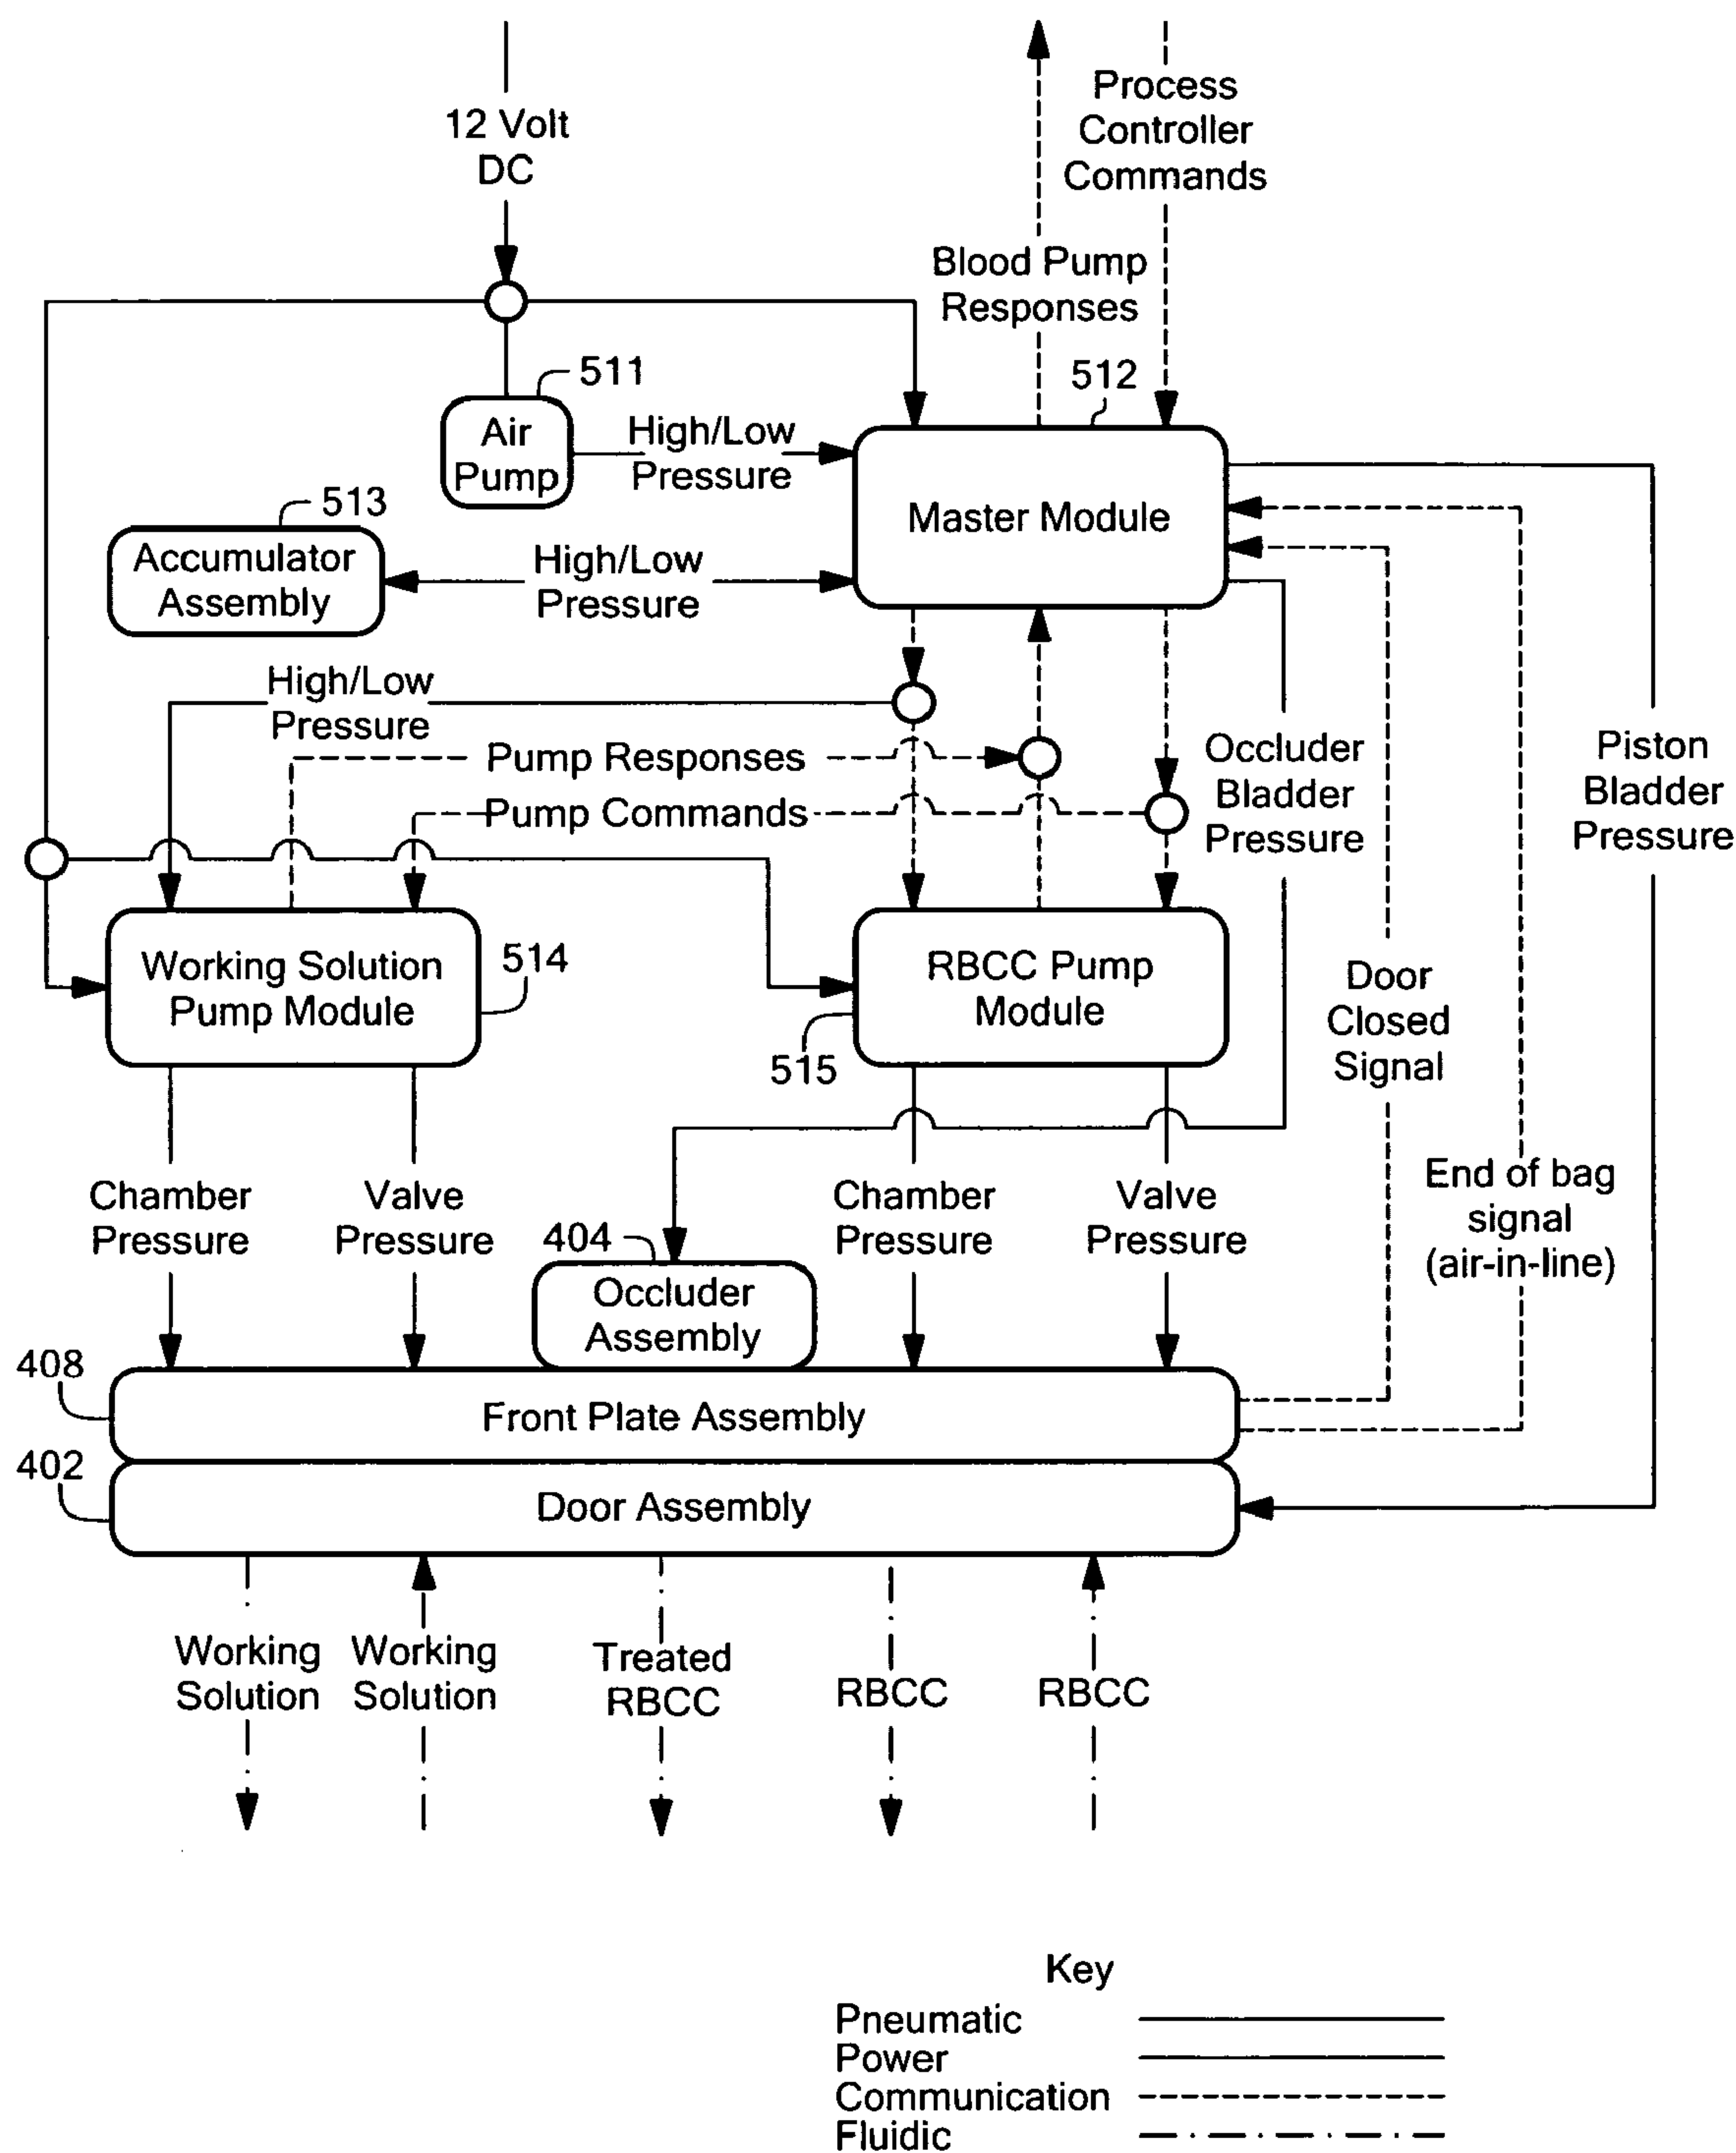 12 Volt
DC
Process
Controller
Commands
Blood Pump
Responses
511
512
Air
Pump
High/Low
Pressure
Master Module
513
Accumulator
Assembly
High/Low
Pressure
High/Low
Pressure
Pump Responses
Pump Commands
Occluder
Bladder
Pressure
Piston
Bladder
Pressure
Working Solution
Pump Module
514
RBCC Pump
Module
515
Door
Closed
Signal
Chamber
Pressure
Valve
Pressure
Chamber
Pressure
Valve
Pressure
End of bag
signal
(air-in-line)
404
Occluder
Assembly
408
Front Plate Assembly
402
Door Assembly
Working
Solution
Working
Solution
Treated
RBCC
RBCC
RBCC
Key
Pneumatic
Power
Communication
Fluidic